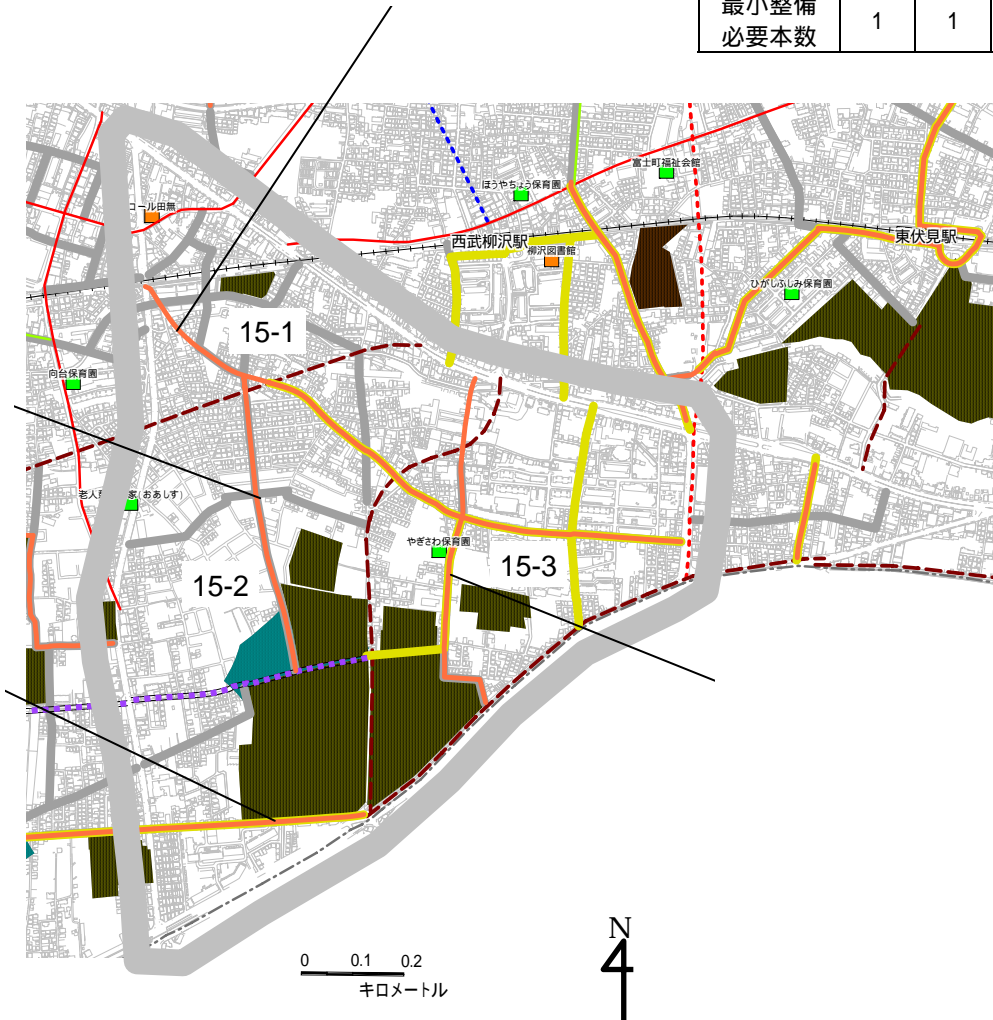 最小整備
必要本数
1
1
富士町福祉会館
ほうやちょう保育園
コール田無
西武柳沢駅
柳沢図書館
東伏見駅
ひがしふしみ保育園
15-1
向台保育園
老人
家(おあしす)
やぎさわ保育園
15-3
15-2
N
0 0.1 0.2
キロメートル